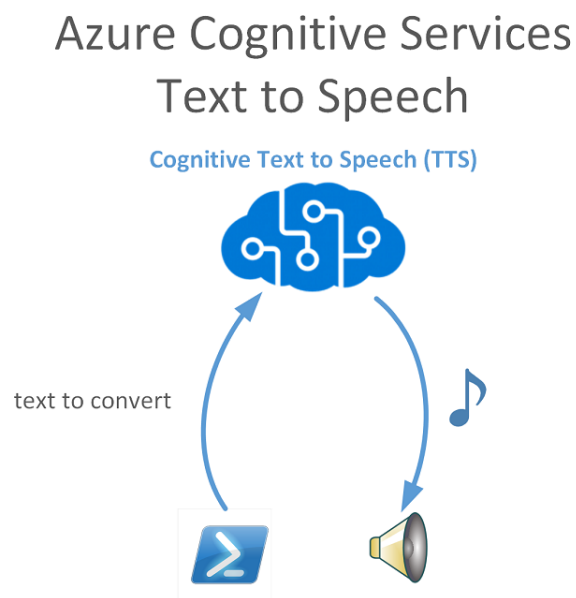 Azure Cognitive Services
Text to Speech
Cognitive Text to Speech (TTS)
text to convert